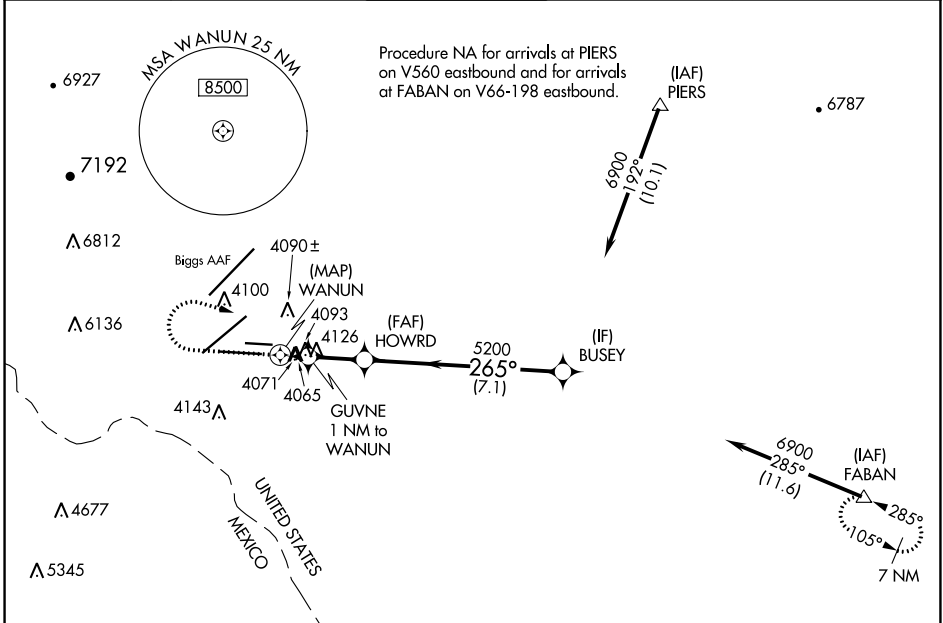 MSA WANUN 25 NM
8500
Procedure NA for arrivals at PIERS
on V560 eastbound and for arrivals
at FABAN on V66-198 eastbound.
(IAF)
PIERS
6927
6787
7192
6900
192°
(10.1)
6812
Biggs AAF
4090±
(MAP)
WANUN
4100
4093
6136
4126
(FAF)
HOWRD
(IF)
BUSEY
5200
265°
(7.1)
4071
4065
4143
GUVNE
1 NM to
WANUN
6900
285°
(11.6)
(IAF)
FABAN
285°
105°
7 NM
4677
UNITED STATES
MEXICO
5345